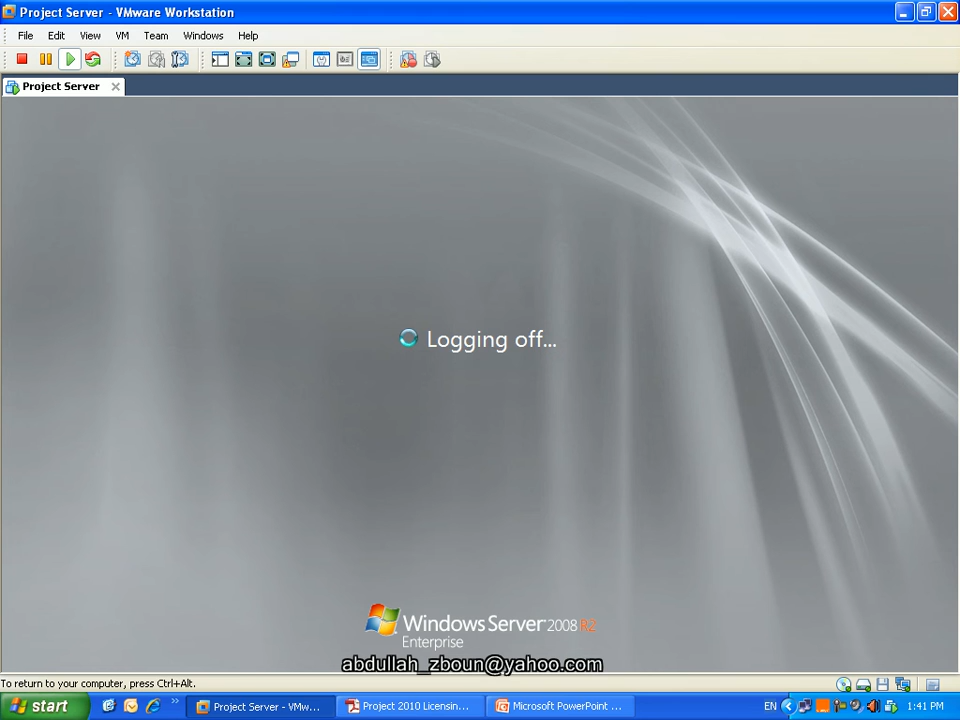 Project Server - VMware Workstation
File Edit View VM Team Windows Help
Project Server
Logging off...
Windows Server 2008 R2
Enterprise
abdullah_zboun@yahoo.com
To return to your computer, press Ctrl+Alt.
start Project Server - VMw... Project 2010 Licensin... Microsoft PowerPoint ... EN 1:41 PM